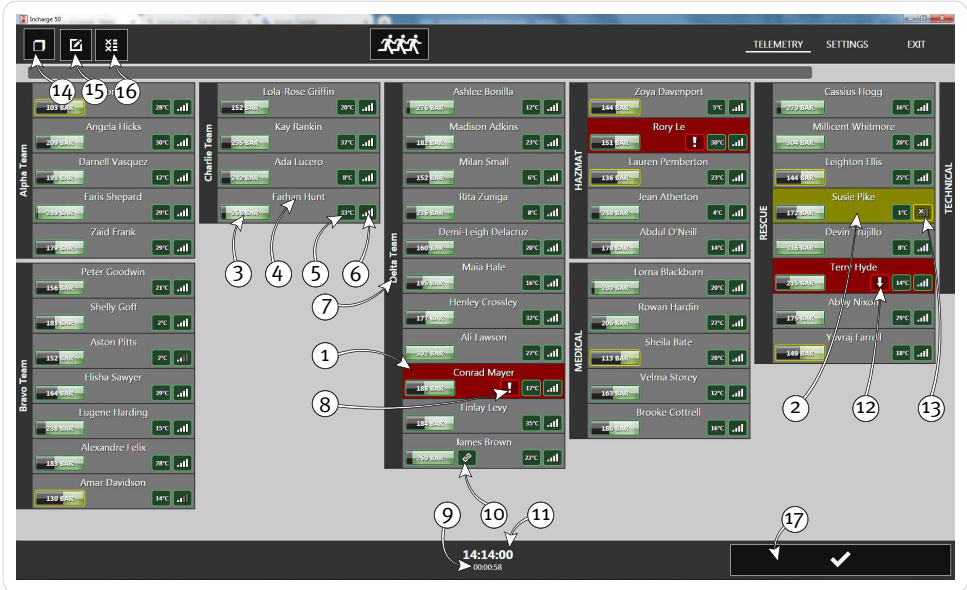 Incharge 50
TELEMETRY SETTINGS EXIT
14 15 16
Alpha Team
103 BAR 28°C
Angela Hicks
209 BAR 30°C
Darnell Vasquez
191 BAR 12°C
Faris Shepard
BAR 29°C
Zaid Frank
179 BAR 29°C
Bravo Team
Peter Goodwin
156 BAR 21°C
Shelly Goff
181 BAR 2°C
Aston Pitts
152 BAR 2°C
Elisha Sawyer
164 BAR 39°C
Eugene Harding
238 BAR 15°C
Alexandre Felix
183 BAR 28°C
Amar Davidson
130 BAR 14°C
Charlie Team
Lola-Rose Griffin
152 BAR 20°C
Kay Rankin
235 BAR 37°C
Ada Lucero
242 BAR 8°C
Farhan Hunt
BAR 33°C
3 4 5 6
Delta Team
Ashlee Bonilla
276 BAR 12°C
Madison Adkins
182 BAR 23°C
Milan Small
152 BAR 6°C
Rita Zuniga
236 BAR 8°C
Demi-Leigh Delacruz
160 BAR 20°C
Maia Hale
195 BAR 16°C
Henley Crossley
177 BAR 32°C
Ali Lawson
302 BAR 27°C
Conrad Mayer
188 BAR ! 17°C
Finlay Levy
184 BAR 35°C
James Brown
260 BAR 22°C
7
1
8
10
HAZMAT
Zoya Davenport
144 BAR 5°C
Rory Le
151 BAR ! 30°C
Lauren Pemberton
136 BAR 23°C
Jean Atherton
248 BAR 4°C
Abdul O'Neill
178 BAR 14°C
MEDICAL
Lorna Blackburn
280 BAR 20°C
Rowan Hardin
206 BAR 27°C
Sheila Bate
113 BAR 20°C
Velma Storey
163 BAR 12°C
Brooke Cottrell
186 BAR 16°C
RESCUE
Cassius Hogg
270 BAR 16°C
Millicent Whitmore
304 BAR 20°C
Leighton Ellis
144 BAR 25°C
Susie Pike
172 BAR 1°C
Devin Trujillo
316 BAR 8°C
Terry Hyde
215 BAR 14°C
Abby Nixon
175 BAR 29°C
Yuvraj Farrell
149 BAR 18°C
2 12 13
TECHNICAL
9 11
14:14:00
00:00:58
17